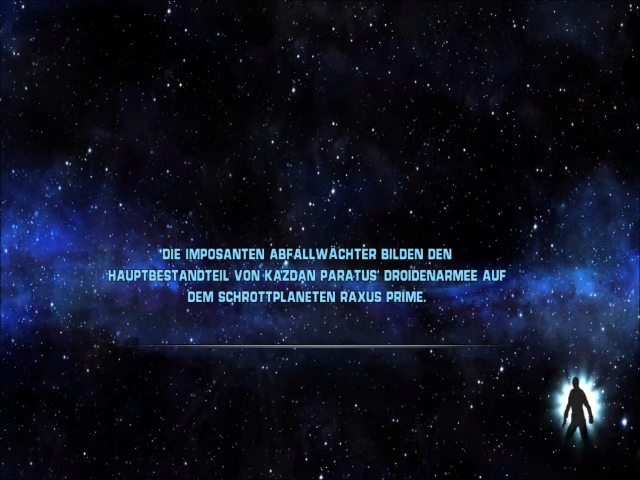 "DIE IMPOSANTEN ABFALLWÄCHTER BILDEN DEN
HAUPTBESTANDTEIL VON KAZDAN PARATUS' DROIDENARMEE AUF
DEM SCHROTTPLANETEN RAXUS PRIME.